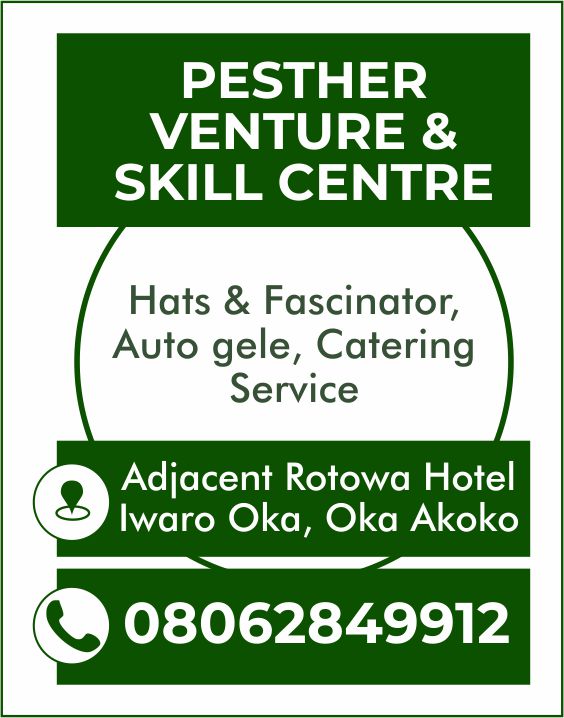 PESTHER
VENTURE &
SKILL CENTRE
Hats & Fascinator,
Auto gele, Catering
Service
Adjacent Rotowa Hotel
Iwaro Oka, Oka Akoko
08062849912